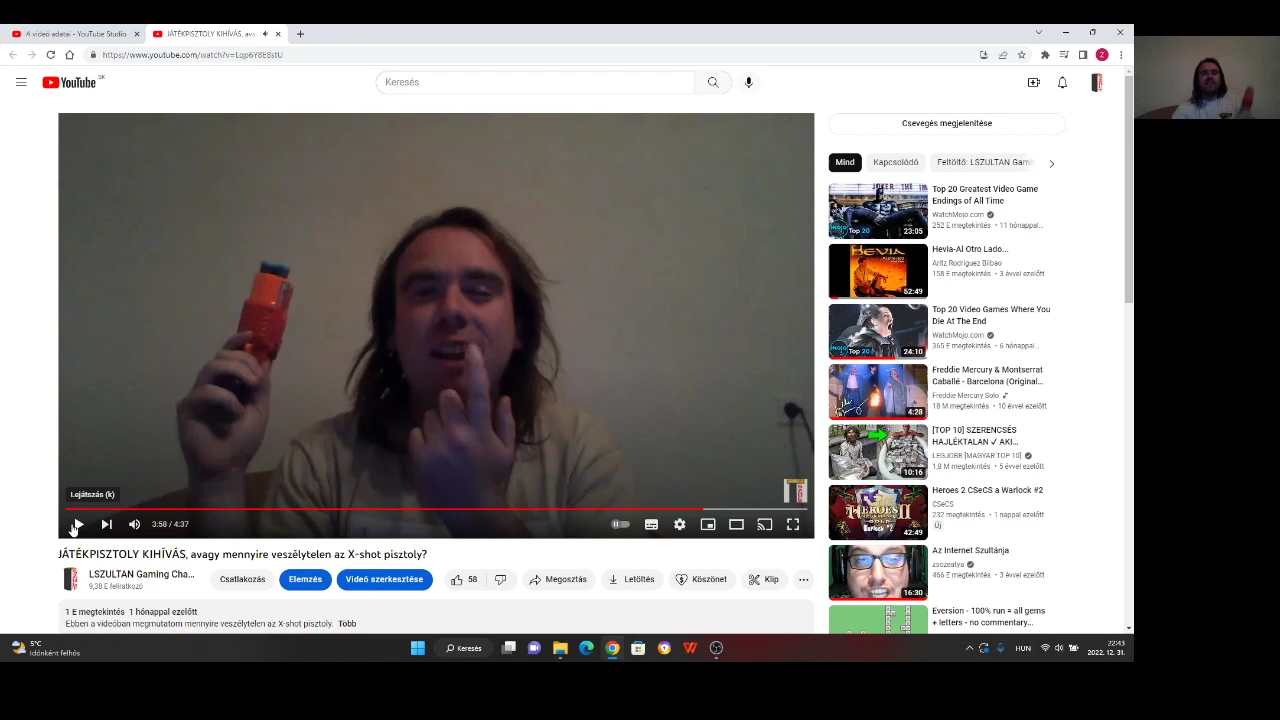 A videó adatai - YouTube Studio
JÁTÉKPISZTOLY KIHÍVÁS, ava
https://www.youtube.com/watch?v=Lqp6Y8E8stU
YouTube SK
Keresés
Csevegés megjelenítése
Mind
Kapcsolódó
Feltöltő: LSZULTAN Gam
Top 20 Greatest Video Game
Endings of All Time
WatchMojo.com
252 E megtekintés • 11 hónappal...
Top 20
23:05
Hevia-Al Otro Lado...
Aritz Rodriguez Bilbao
158 E megtekintés • 3 évvel ezelőtt
HEVIA
52:49
Top 20 Video Games Where You
Die At The End
WatchMojo.com
365 E megtekintés • 6 hónappal...
Top 20
24:10
Freddie Mercury & Montserrat
Caballé - Barcelona (Original...
Freddie Mercury Solo
18 M megtekintés • 10 évvel ezelőtt
4:28
[TOP 10] SZERENCSÉS
HAJLÉKTALAN ✓ AKI...
LEGJOBB [MAGYAR TOP 10]
1,8 M megtekintés • 5 évvel ezelőtt
10:16
Heroes 2 CSeCS a Warlock #2
CSeCS
232 megtekintés • 1 nappal ezelőtt
Új
42:49
Az Internet Szultánja
zsozeatya
466 E megtekintés • 3 évvel ezelőtt
16:30
Eversion - 100% run = all gems
+ letters - no commentary...
Lejátszás (k)
3:58 / 4:37
JÁTÉKPISZTOLY KIHÍVÁS, avagy mennyire veszélytelen az X-shot pisztoly?
LSZULTAN Gaming Cha...
9,38 E feliratkozó
Csatlakozás
Elemzés
Videó szerkesztése
58
Megosztás
Letöltés
Köszönet
Klip
1 E megtekintés 1 hónappal ezelőtt
Ebben a videóban megmutatom mennyire veszélytelen az X-shot pisztoly. Több
5°C
Időnként felhős
Keresés
HUN
22:43
2022. 12. 31.